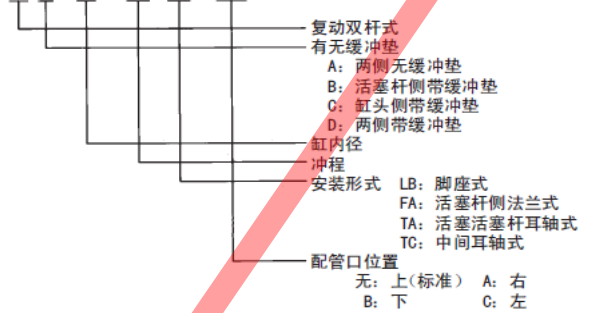 复动双杆式
有无缓冲垫
A：两侧无缓冲垫
B：活塞杆侧带缓冲垫
C：缸头侧带缓冲垫
D：两侧带缓冲垫
缸内径
冲程
安装形式 LB：脚座式
FA：活塞杆侧法兰式
TA：活塞活塞杆耳轴式
TC：中间耳轴式
配管口位置
无：上(标准) A：右
B：下 C：左